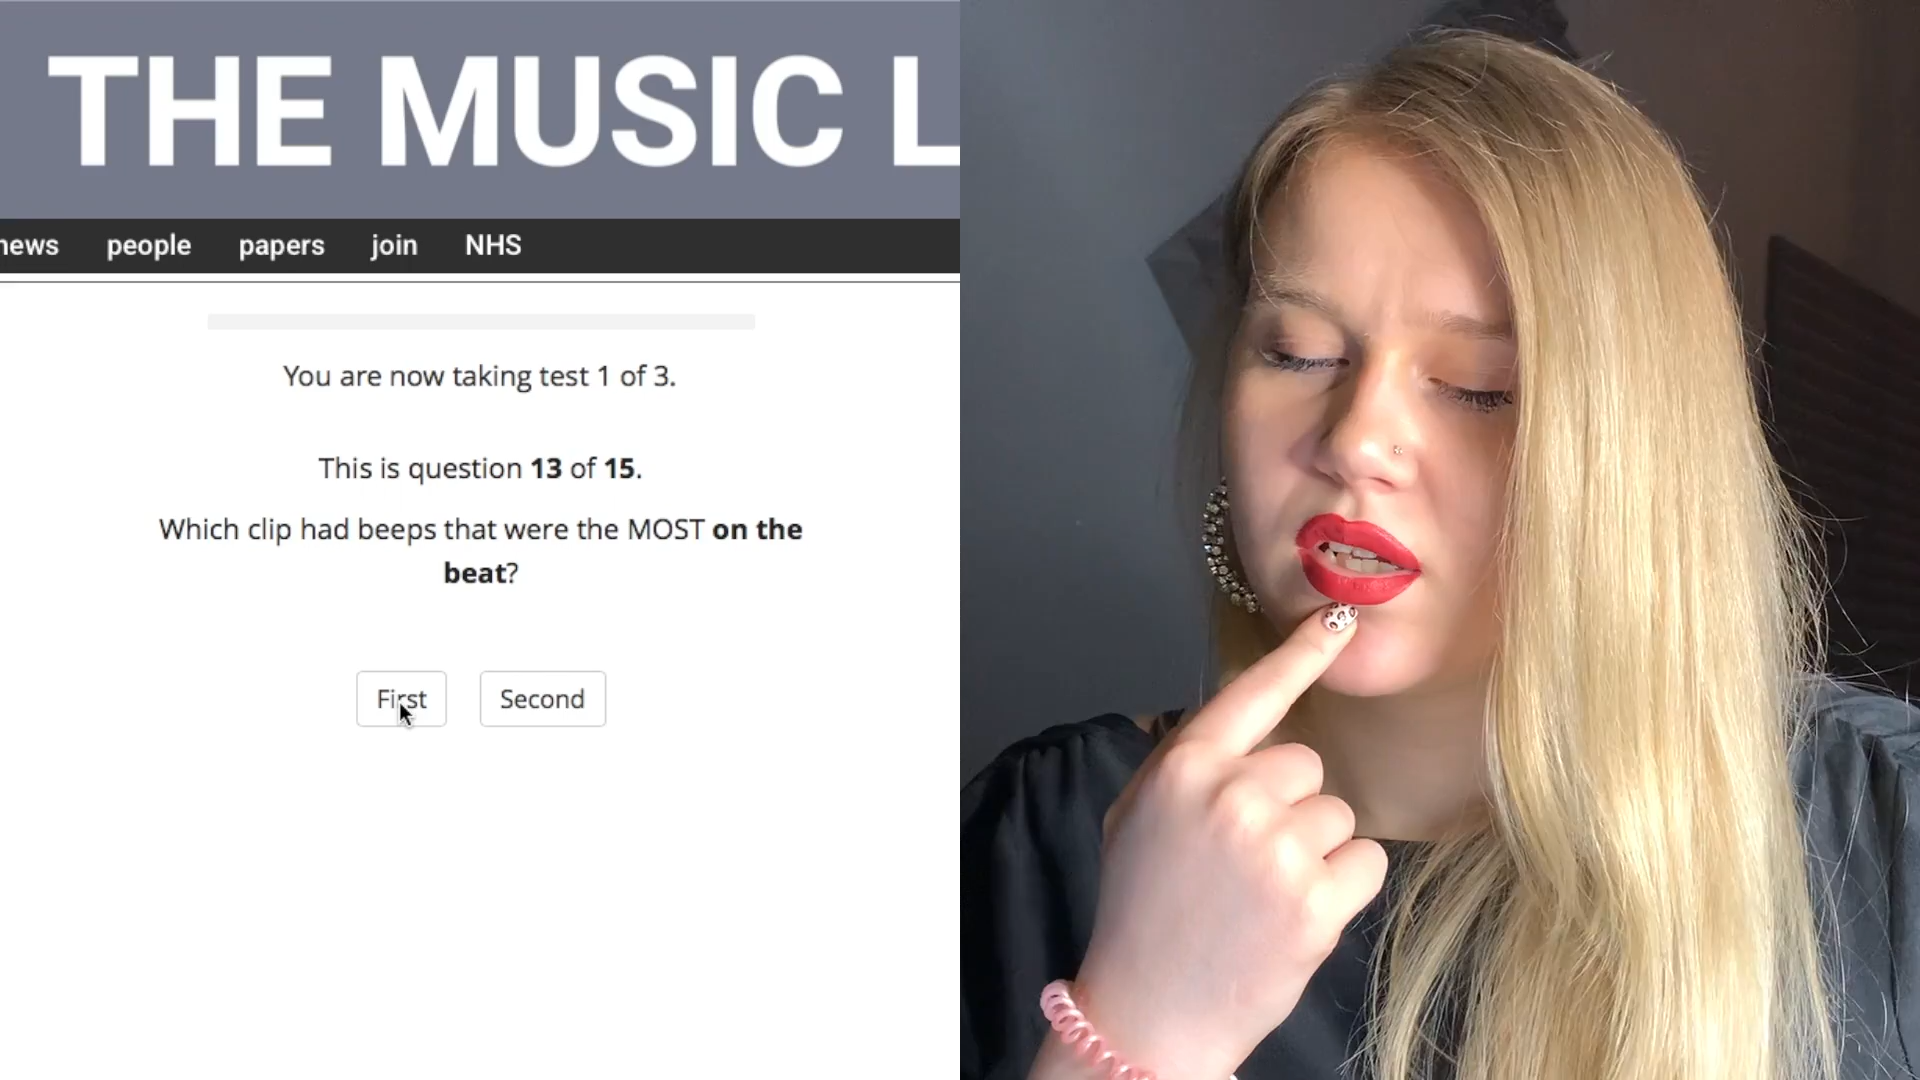 THE MUSIC L
news people papers join NHS
You are now taking test 1 of 3.
This is question 13 of 15.
Which clip had beeps that were the MOST on the
beat?
First Second